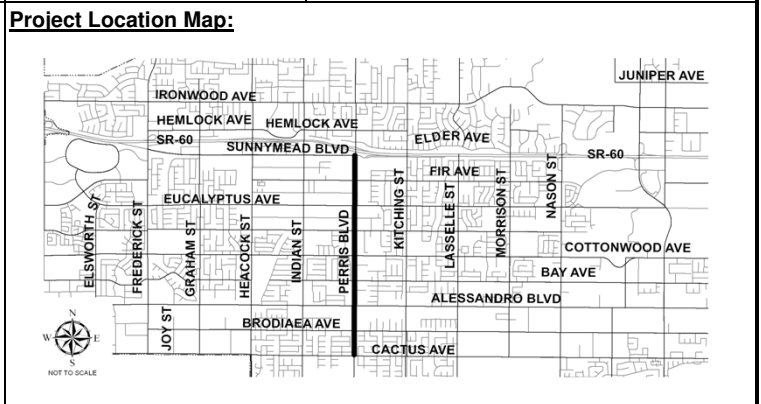 Project Location Map:
JUNIPER AVE
IRONWOOD AVE
HEMLOCK AVE
HEMLOCK AVE
ELDER AVE
SR-60
SUNNYMEAD BLVD
SR-60
FIR AVE
EUCALYPTUS AVE
ELSWORTH ST
FREDERICK ST
GRAHAM ST
HEACOCK ST
INDIAN ST
PERRIS BLVD
KITCHING ST
LASSELLE ST
MORRISON ST
NASON ST
COTTONWOOD AVE
BAY AVE
ALESSANDRO BLVD
JOY ST
BRODIAEA AVE
CACTUS AVE
N
W
E
S
NOT TO SCALE